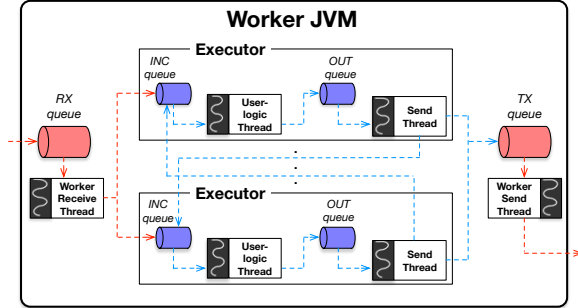 Worker JVM
Executor
INC
queue
OUT
queue
RX
queue
User-
logic
Thread
Send
Thread
TX
queue
Worker
Receive
Thread
Worker
Send
Thread
Executor
INC
queue
OUT
queue
User-
logic
Thread
Send
Thread